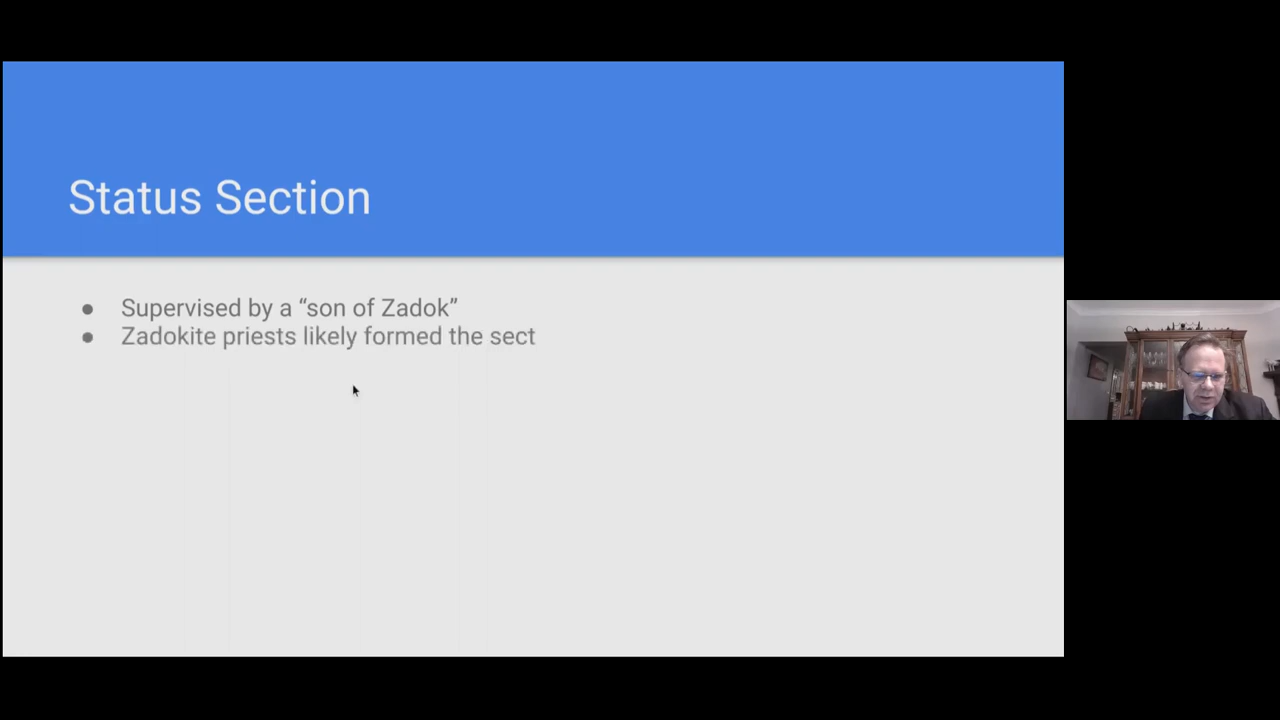 Status Section
● Supervised by a “son of Zadok”
● Zadokite priests likely formed the sect